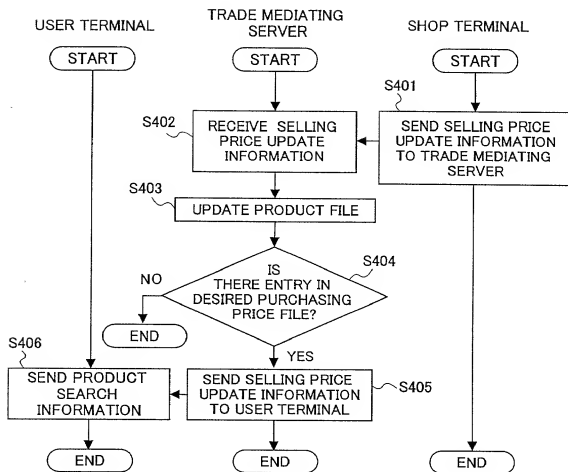 USER TERMINAL
TRADE MEDIATING
SERVER
SHOP TERMINAL
START
START
START
S401
SEND SELLING PRICE
UPDATE INFORMATION
TO TRADE MEDIATING
SERVER
S402
RECEIVE SELLING
PRICE UPDATE
INFORMATION
S403
UPDATE PRODUCT FILE
S404
IS
THERE ENTRY IN
DESIRED PURCHASING
PRICE FILE?
NO
END
YES
S405
SEND SELLING PRICE
UPDATE INFORMATION
TO USER TERMINAL
S406
SEND PRODUCT
SEARCH
INFORMATION
END
END
END